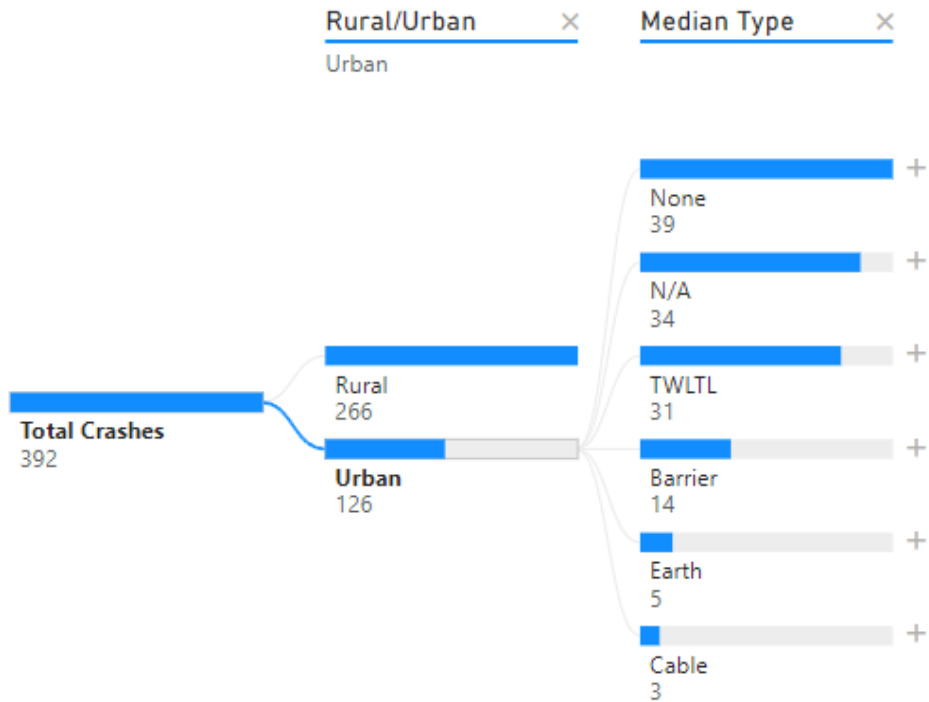 Rural/Urban ×
Median Type ×
Urban
None
39
N/A
34
TWLTL
31
Rural
266
Total Crashes
392
Urban
126
Barrier
14
Earth
5
Cable
3